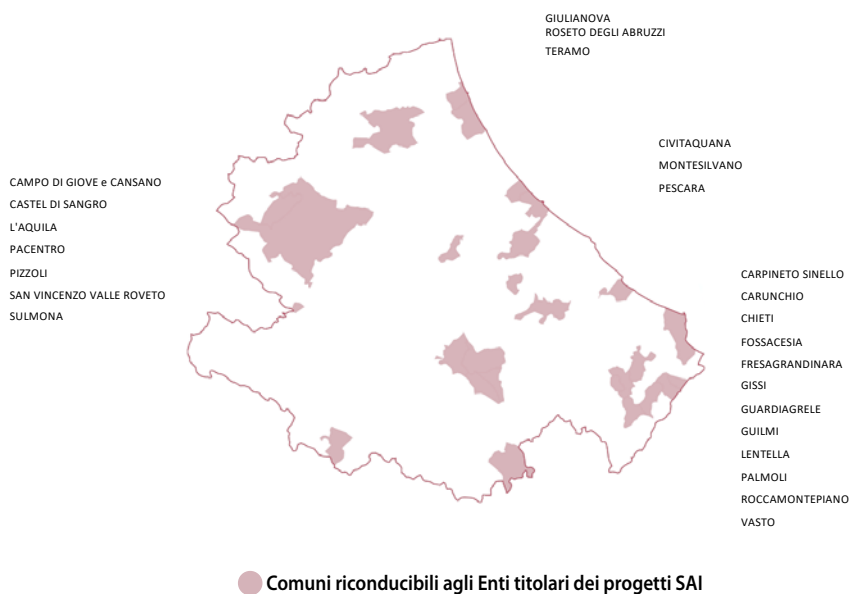 GIULIANOVA
ROSETO DEGLI ABRUZZI
TERAMO
CIVITAQUANA
MONTESILVANO
PESCARA
CAMPO DI GIOVE e CANSANO
CASTEL DI SANGRO
L'AQUILA
PACENTRO
PIZZOLI
SAN VINCENZO VALLE ROVETO
SULMONA
CARPINETO SINELLO
CARUNCHIO
CHIETI
FOSSACESIA
FRESAGRANDINARA
GISSI
GUARDIAGRELE
GUILMI
LENTELLA
PALMOLI
ROCCAMONTEPIANO
VASTO
Comuni riconducibili agli Enti titolari dei progetti SAI